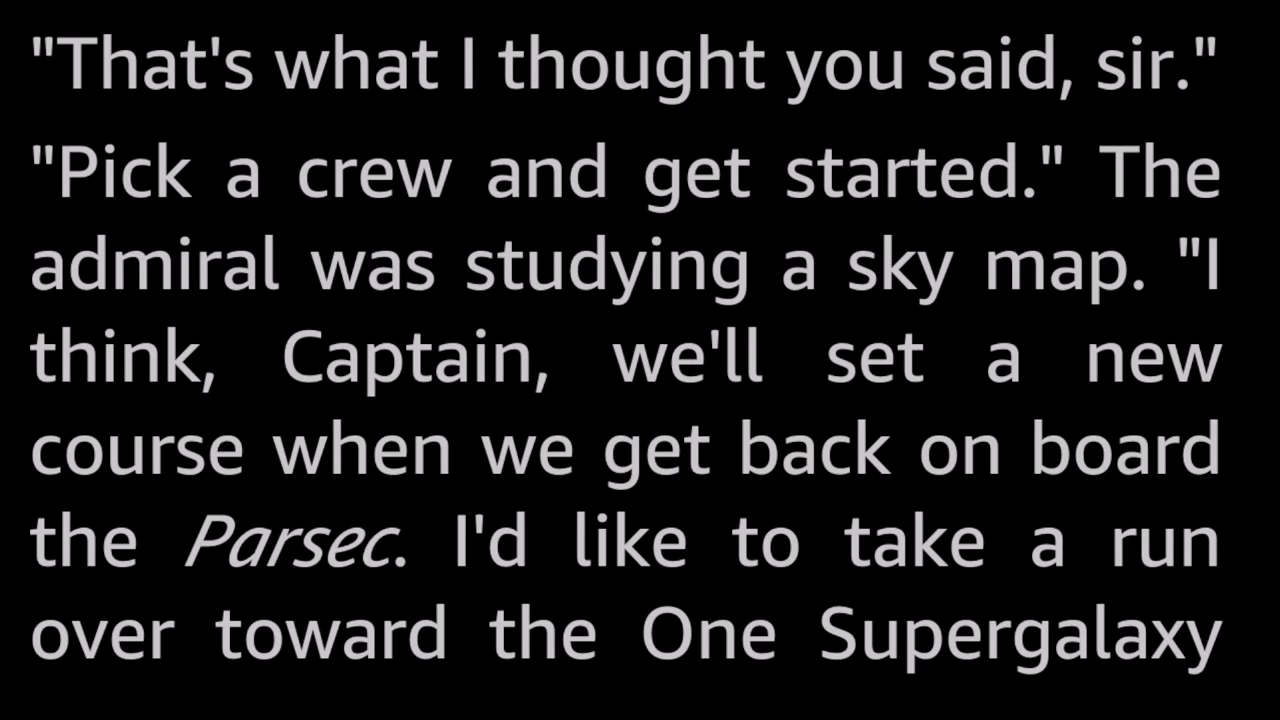 "That's what I thought you said, sir."
"Pick a crew and get started." The
admiral was studying a sky map. "I
think, Captain, we'll set a new
course when we get back on board
the Parsec. I'd like to take a run
over toward the One Supergalaxy